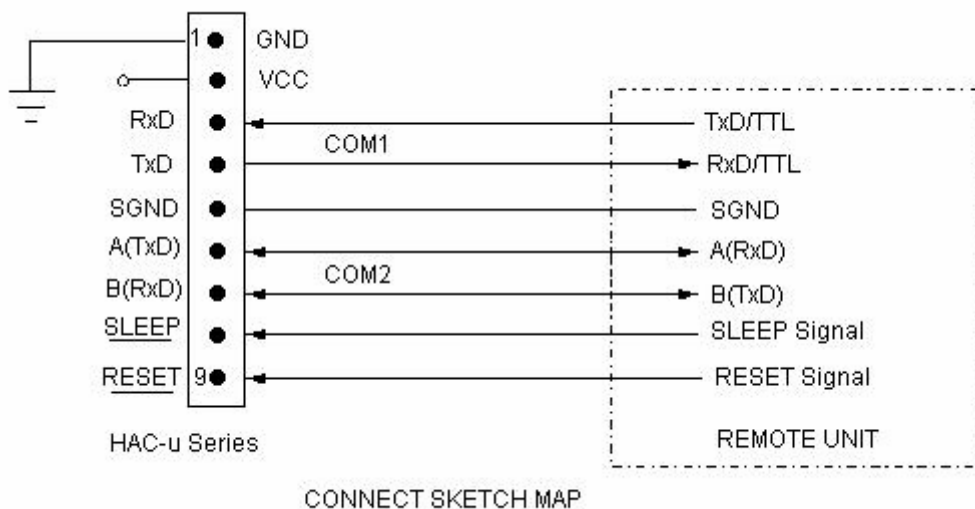 1 GND
VCC
RxD COM1 TxD/TTL
TxD RxD/TTL
SGND SGND
A(TxD) COM2 A(RxD)
B(RxD) B(TxD)
SLEEP SLEEP Signal
RESET 9 RESET Signal
HAC-u Series REMOTE UNIT
CONNECT SKETCH MAP